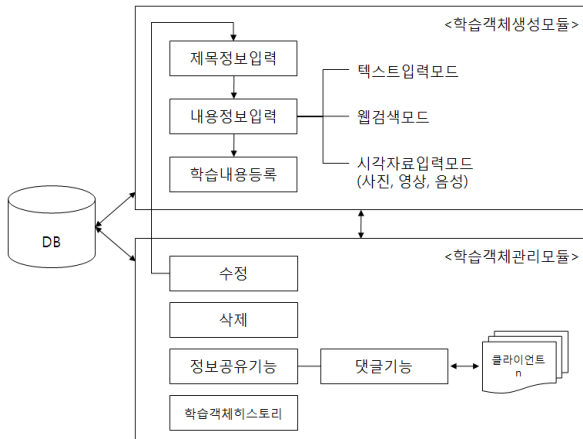 <학습객체생성모듈>
제목정보입력
텍스트입력모드
내용정보입력
웹검색모드
학습내용등록
시각자료입력모드
(사진, 영상, 음성)
DB
<학습객체관리모듈>
수정
삭제
정보공유기능
댓글기능
클라이언트
n
학습객체히스토리